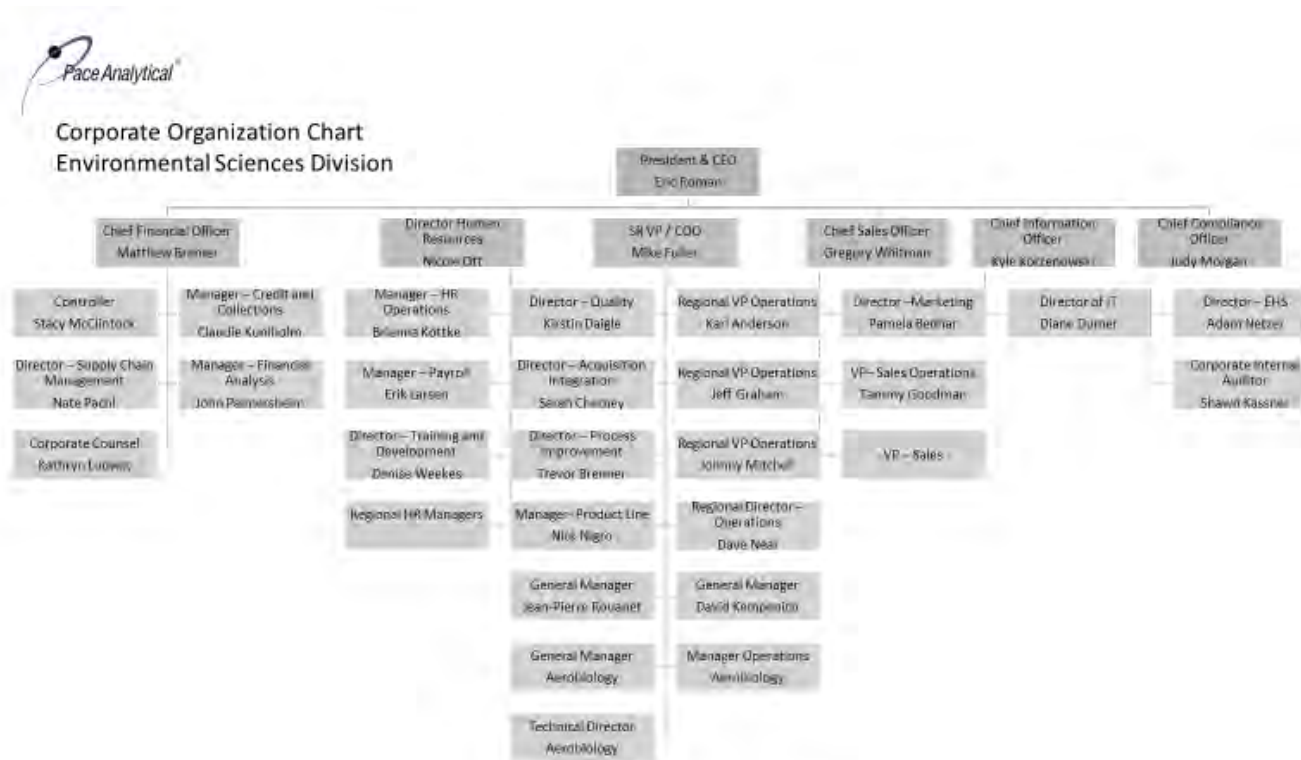 Pace Analytical®
Corporate Organization Chart
Environmental Sciences Division
President & CEO
Eric Roman
Chief Financial Officer
Matthew Brenner
Director Human
Resources
Nicole Ott
SR VP / COO
Mike Fuller
Chief Sales Officer
Gregory Whitman
Chief Information
Officer
Kyle
Chief Compliance
Officer
Judy Morgan
Controller
Stacy McClintock
Manager – Credit and
Collections
Claudie
Manager – HR
Operations
Brianna Kottke
Director – Quality
Kirstin Daigle
Regional VP Operations
Karl Anderson
Director –Marketing
Pamela Bednar
Director of IT
Diane
Director – EHS
Adam Netzer
Director – Supply Chain
Management
Nate
Manager – Financial
Analysis
John
Manager – Payroll
Erik Larsen
Director – Acquisition
Integration
Sarah Cherney
Regional VP Operations
Jeff Graham
VP– Sales Operations
Tammy Goodman
Corporate Internal
Auditor
Shawn Kassner
Corporate Counsel
Kathryn Ludwig
Director – Training and
Development
Denise Weekes
Director – Process
Improvement
Trevor Brenner
Regional VP Operations
Johnny Mitchell
VP – Sales
Regional HR Managers
Manager –Product Line
Nick Nigro
Regional Director –
Operations
Dave Neal
General Manager
Jean-Pierre Rouanet
General Manager
David
General Manager
Aerobiology
Manager Operations
Aerobiology
Technical Director
Aerobiology